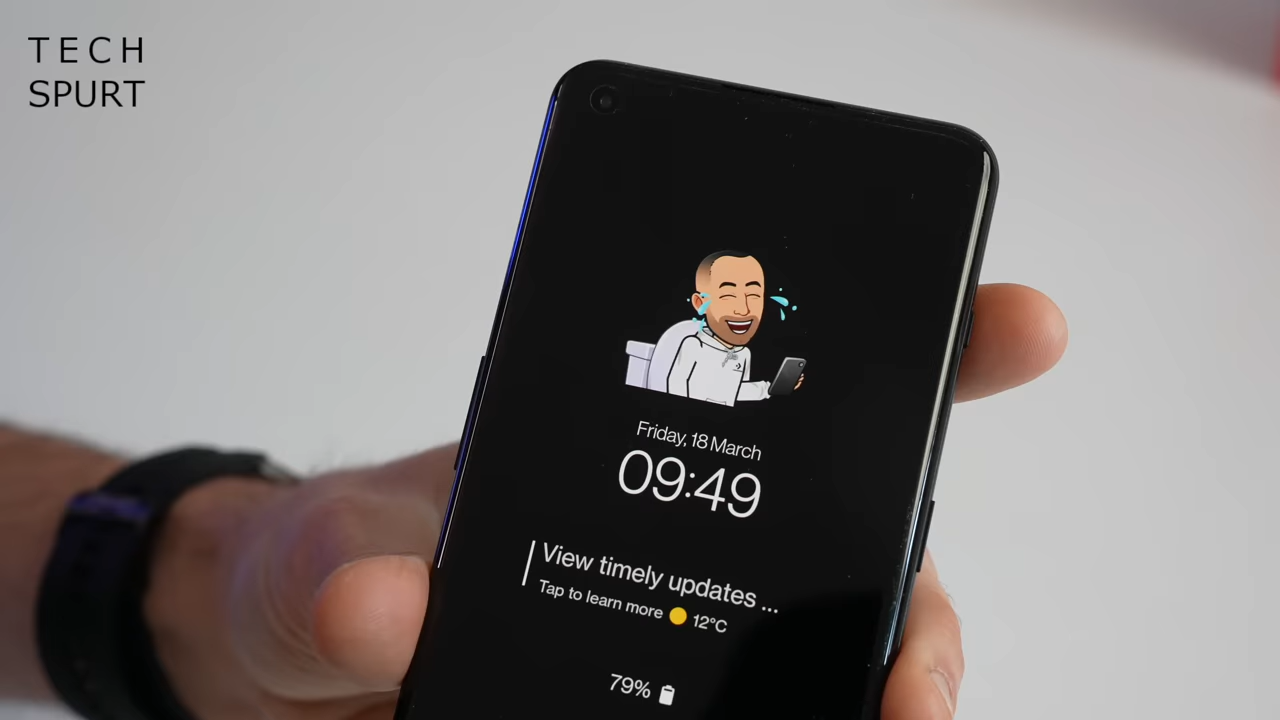 TECH
SPURT
Friday, 18 March
09:49
View timely updates ...
Tap to learn more 12°C
79%